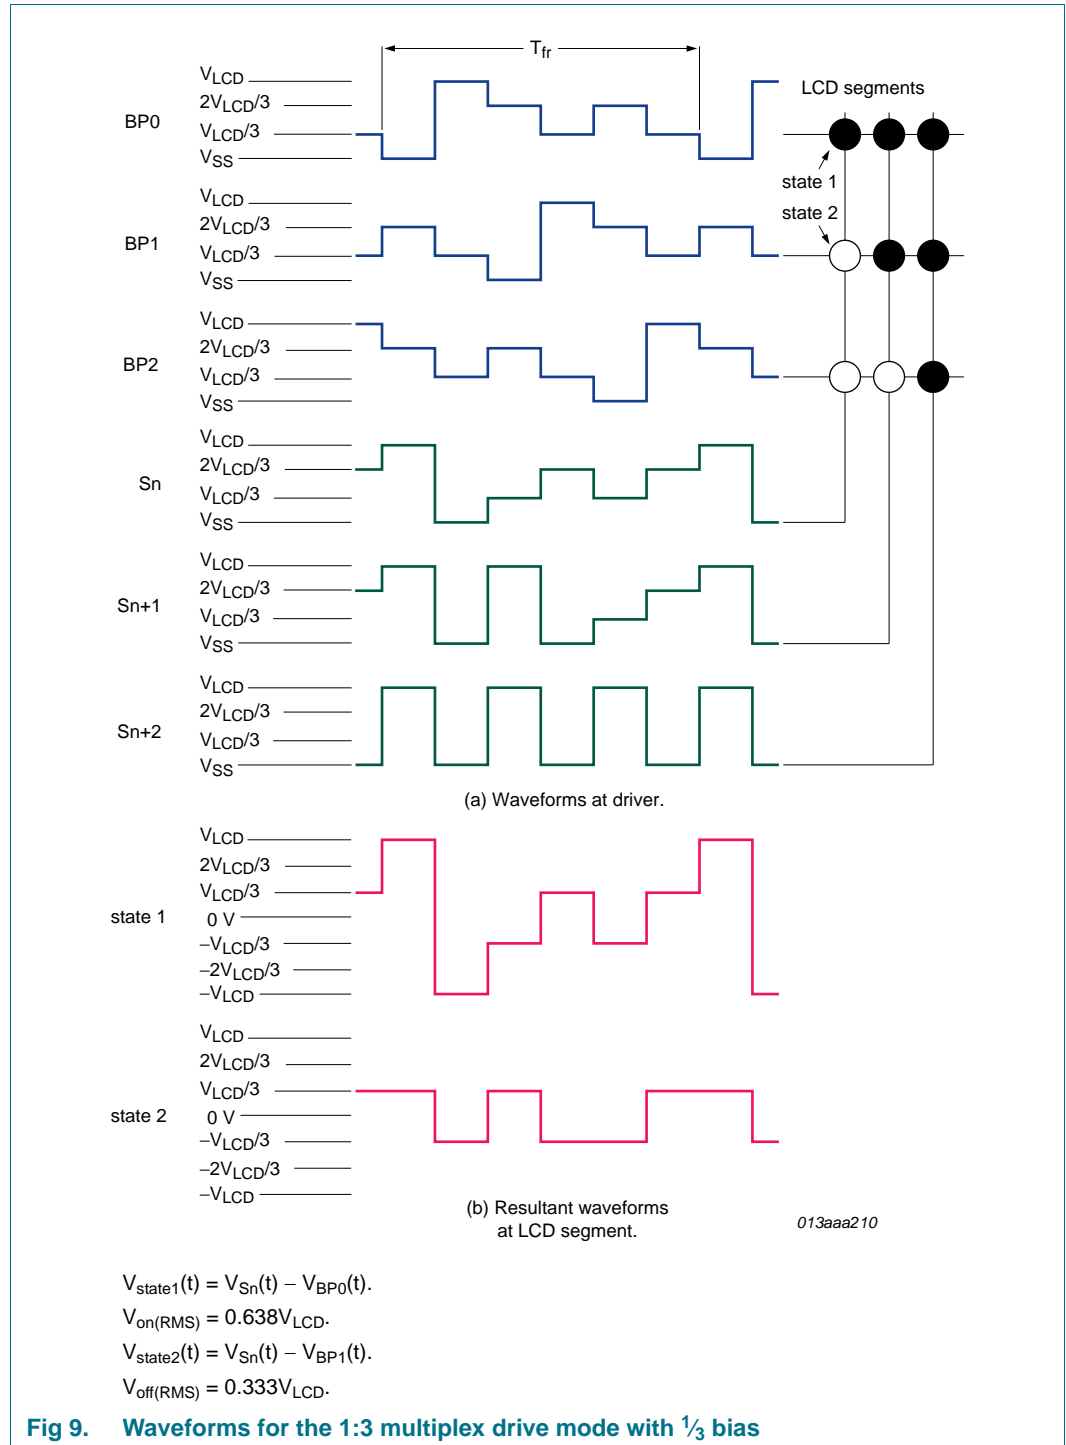 Tfr
VLCD
2VLCD/3
BP0
VLCD/3
VSS
LCD segments
state 1
VLCD
2VLCD/3
BP1
VLCD/3
VSS
state 2
VLCD
2VLCD/3
BP2
VLCD/3
VSS
VLCD
2VLCD/3
Sn
VLCD/3
VSS
VLCD
2VLCD/3
Sn+1
VLCD/3
VSS
VLCD
2VLCD/3
Sn+2
VLCD/3
VSS
(a) Waveforms at driver.
VLCD
2VLCD/3
VLCD/3
state 1
0 V
−VLCD/3
−2VLCD/3
−VLCD
VLCD
2VLCD/3
VLCD/3
state 2
0 V
−VLCD/3
−2VLCD/3
−VLCD
(b) Resultant waveforms
at LCD segment.
013aaa210
Vstate1(t) = VSn(t) − VBP0(t).
Von(RMS) = 0.638VLCD.
Vstate2(t) = VSn(t) − VBP1(t).
Voff(RMS) = 0.333VLCD.
Fig 9. Waveforms for the 1:3 multiplex drive mode with 1⁄3 bias